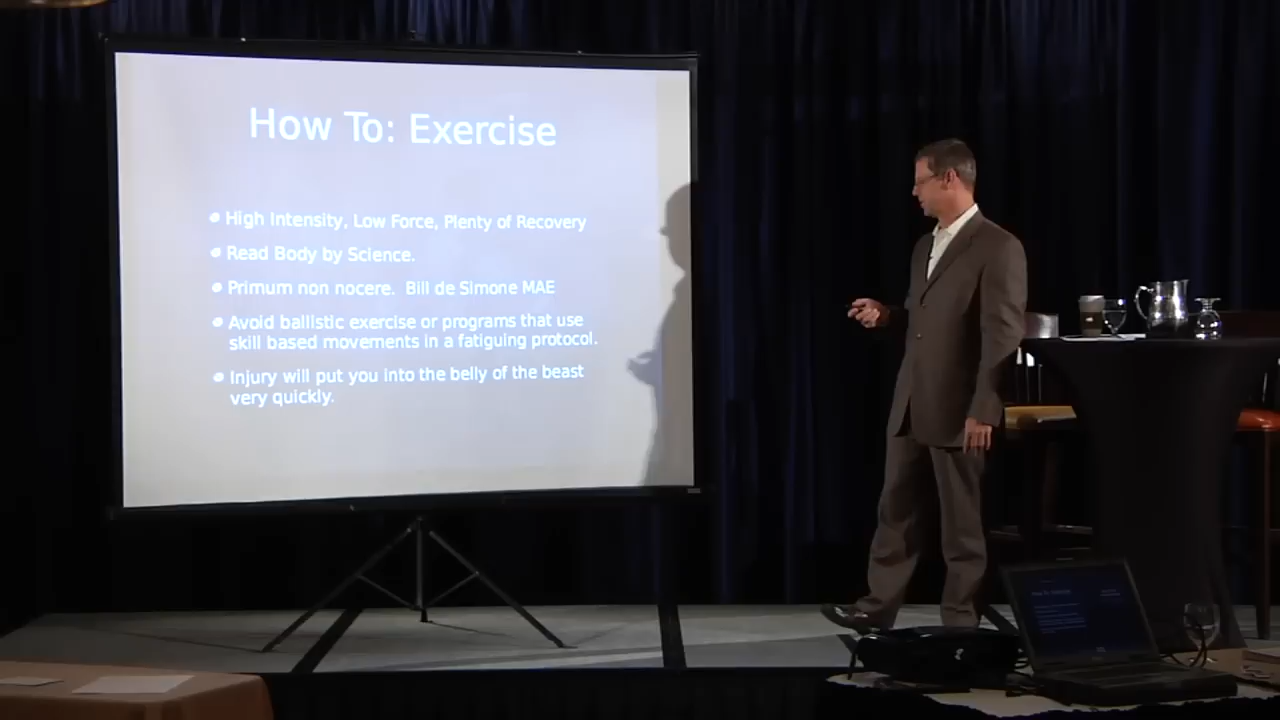 How To: Exercise
High Intensity, Low Force, Plenty of Recovery
Read Body by Science.
Primum non nocere. Bill de Simone MAE
Avoid ballistic exercise or programs that use
skill based movements in a fatiguing protocol.
Injury will put you into the belly of the beast
very quickly.